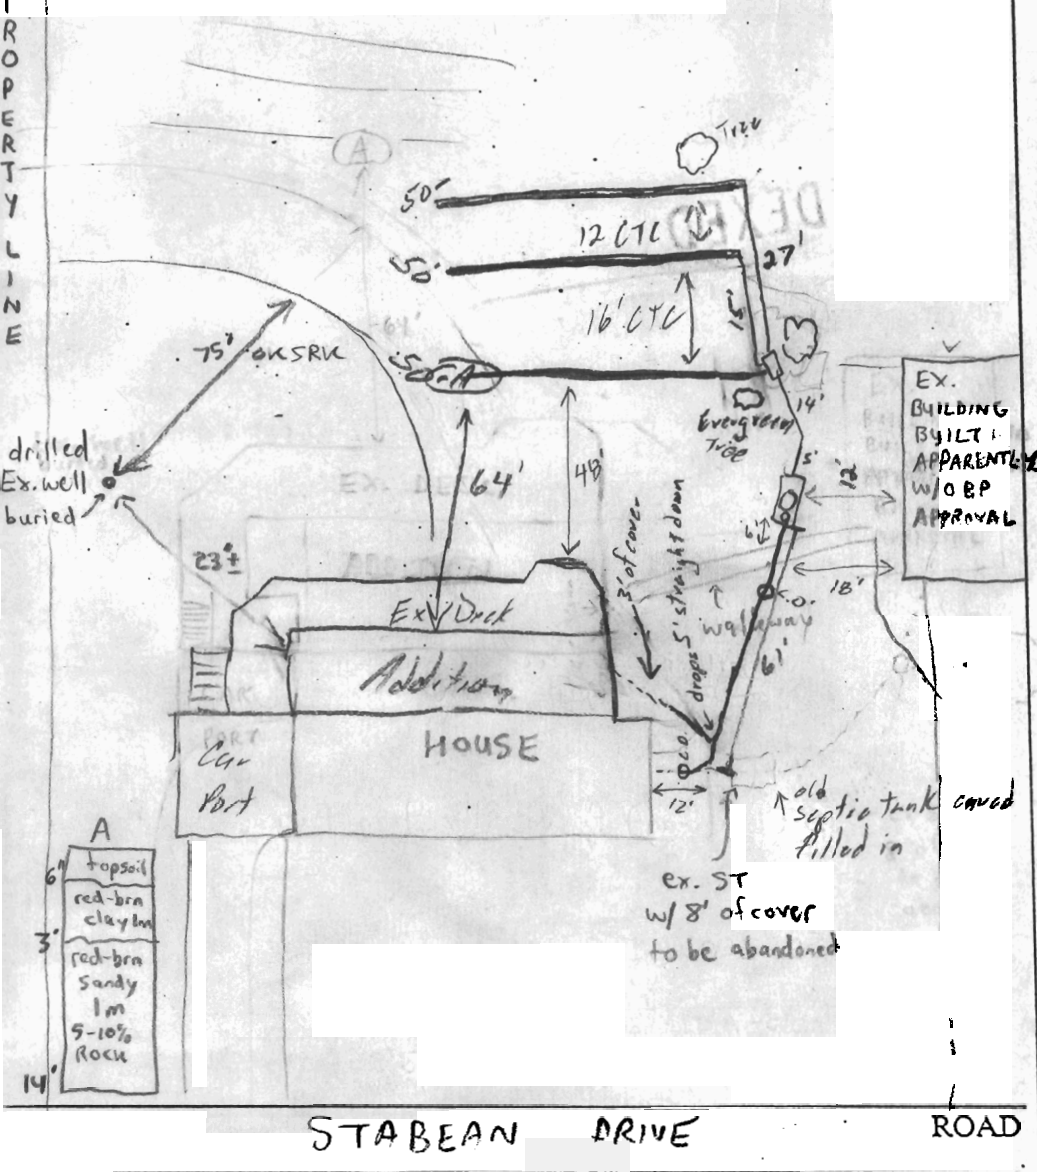 PROPERTY LINE
Tree
50'
12 CTC
27'
50'
16' CTC
15'
75' OK SRK
50
A
14'
Evergreen
Tree
EX.
BUILDING
BUILT
APPARENTLY
w/o BP
APPROVAL
drilled
Ex. well
buried
64'
48'
5'
12'
6'
23'±
3' of cover
drops 5' straight down
18'
C.O.
walkway
61'
Ex. Deck
Addition
HOUSE
PORT
Car
Port
C.O.
12'
old
septic tank caved
filled in
ex. ST
w/ 8' of cover
to be abandoned
A
topsoil
6"
red-brn
clay lm
3'
red-brn
sandy
lm
5-10%
ROCK
14'
STABEAN DRIVE
ROAD